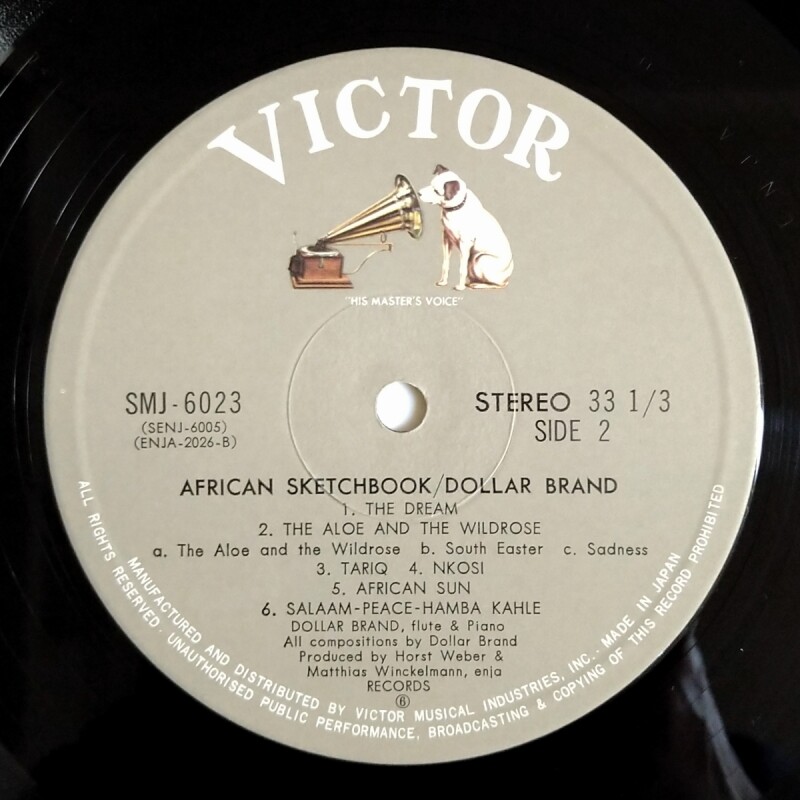 VICTOR
"HIS MASTER'S VOICE"
SMJ-6023
(SENJ-6005)
(ENJA-2026-B)
STEREO 33 1/3
SIDE 2
AFRICAN SKETCHBOOK/DOLLAR BRAND
1. THE DREAM
2. THE ALOE AND THE WILDROSE
a. The Aloe and the Wildrose b. South Easter c. Sadness
3. TARIQ 4. NKOSI
5. AFRICAN SUN
6. SALAAM-PEACE-HAMBA KAHLE
DOLLAR BRAND, flute & Piano
All compositions by Dollar Brand
Produced by Horst Weber &
Matthias Winckelmann, enja
RECORDS
⑥
MANUFACTURED AND DISTRIBUTED BY VICTOR MUSICAL INDUSTRIES, INC. · MADE IN JAPAN
ALL RIGHTS RESERVED · UNAUTHORISED PUBLIC PERFORMANCE, BROADCASTING & COPYING OF THIS RECORD PROHIBITED